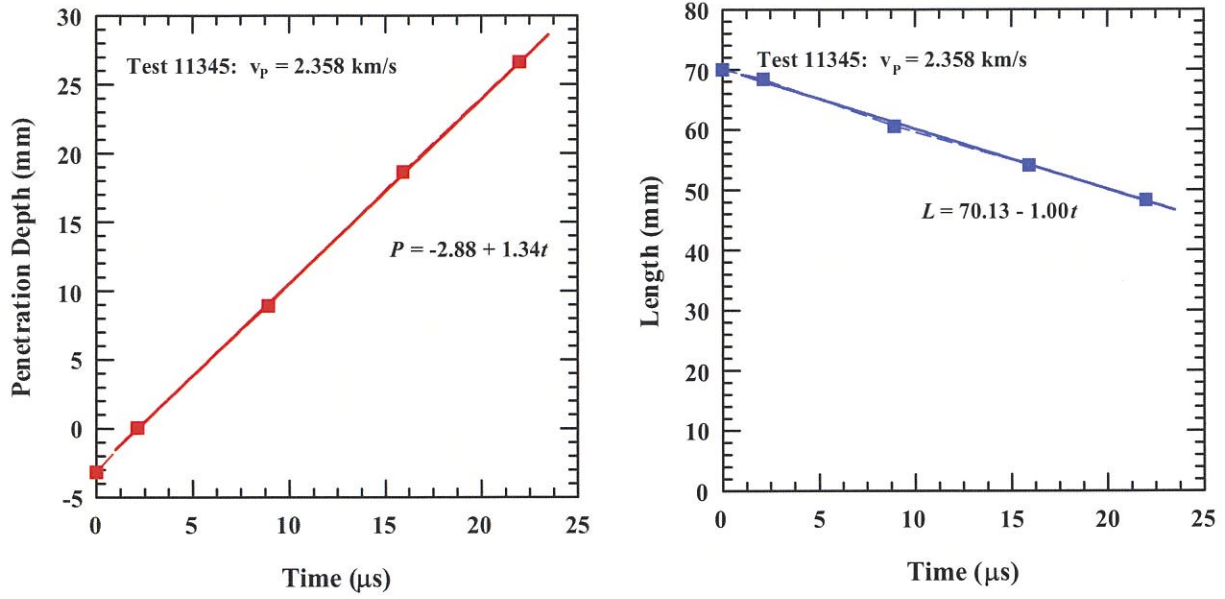 30
25
20
15
10
5
0
-5
Penetration Depth (mm)
Test 11345: vₚ = 2.358 km/s
P = -2.88 + 1.34t
0 5 10 15 20 25
Time (μs)
80
70
60
50
40
30
20
10
0
Length (mm)
Test 11345: vₚ = 2.358 km/s
L = 70.13 - 1.00t
0 5 10 15 20 25
Time (μs)